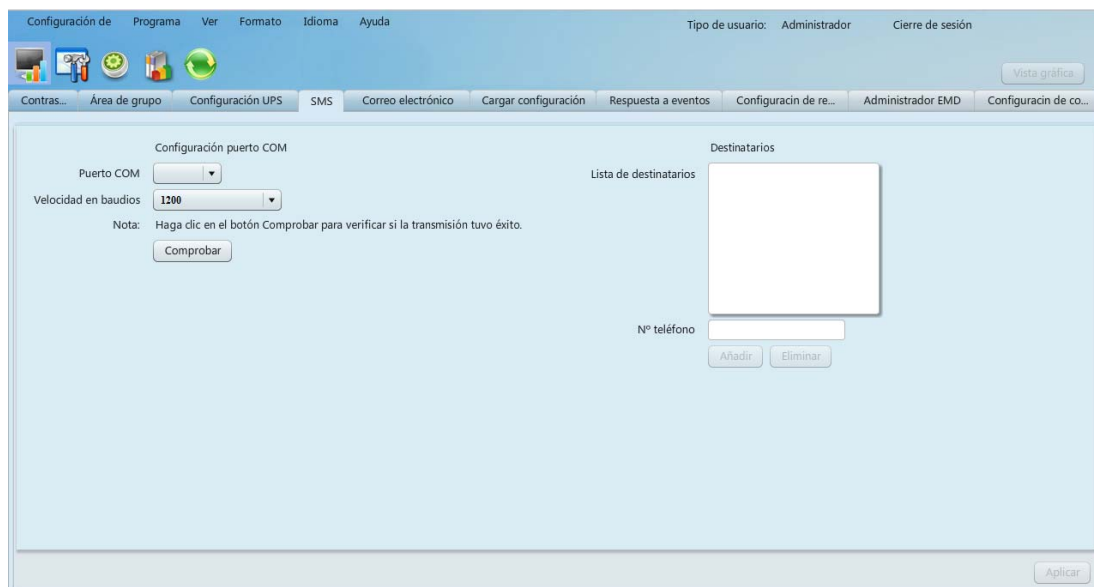 Configuración de Programa Ver Formato Idioma Ayuda Tipo de usuario: Administrador Cierre de sesión
Vista gráfica
Contras... Área de grupo Configuración UPS SMS Correo electrónico Cargar configuración Respuesta a eventos Configuracin de re... Administrador EMD Configuracin de co...
Configuración puerto COM
Puerto COM
Velocidad en baudios 1200
Nota: Haga clic en el botón Comprobar para verificar si la transmisión tuvo éxito.
Comprobar
Destinatarios
Lista de destinatarios
Nº teléfono
Añadir Eliminar
Aplicar